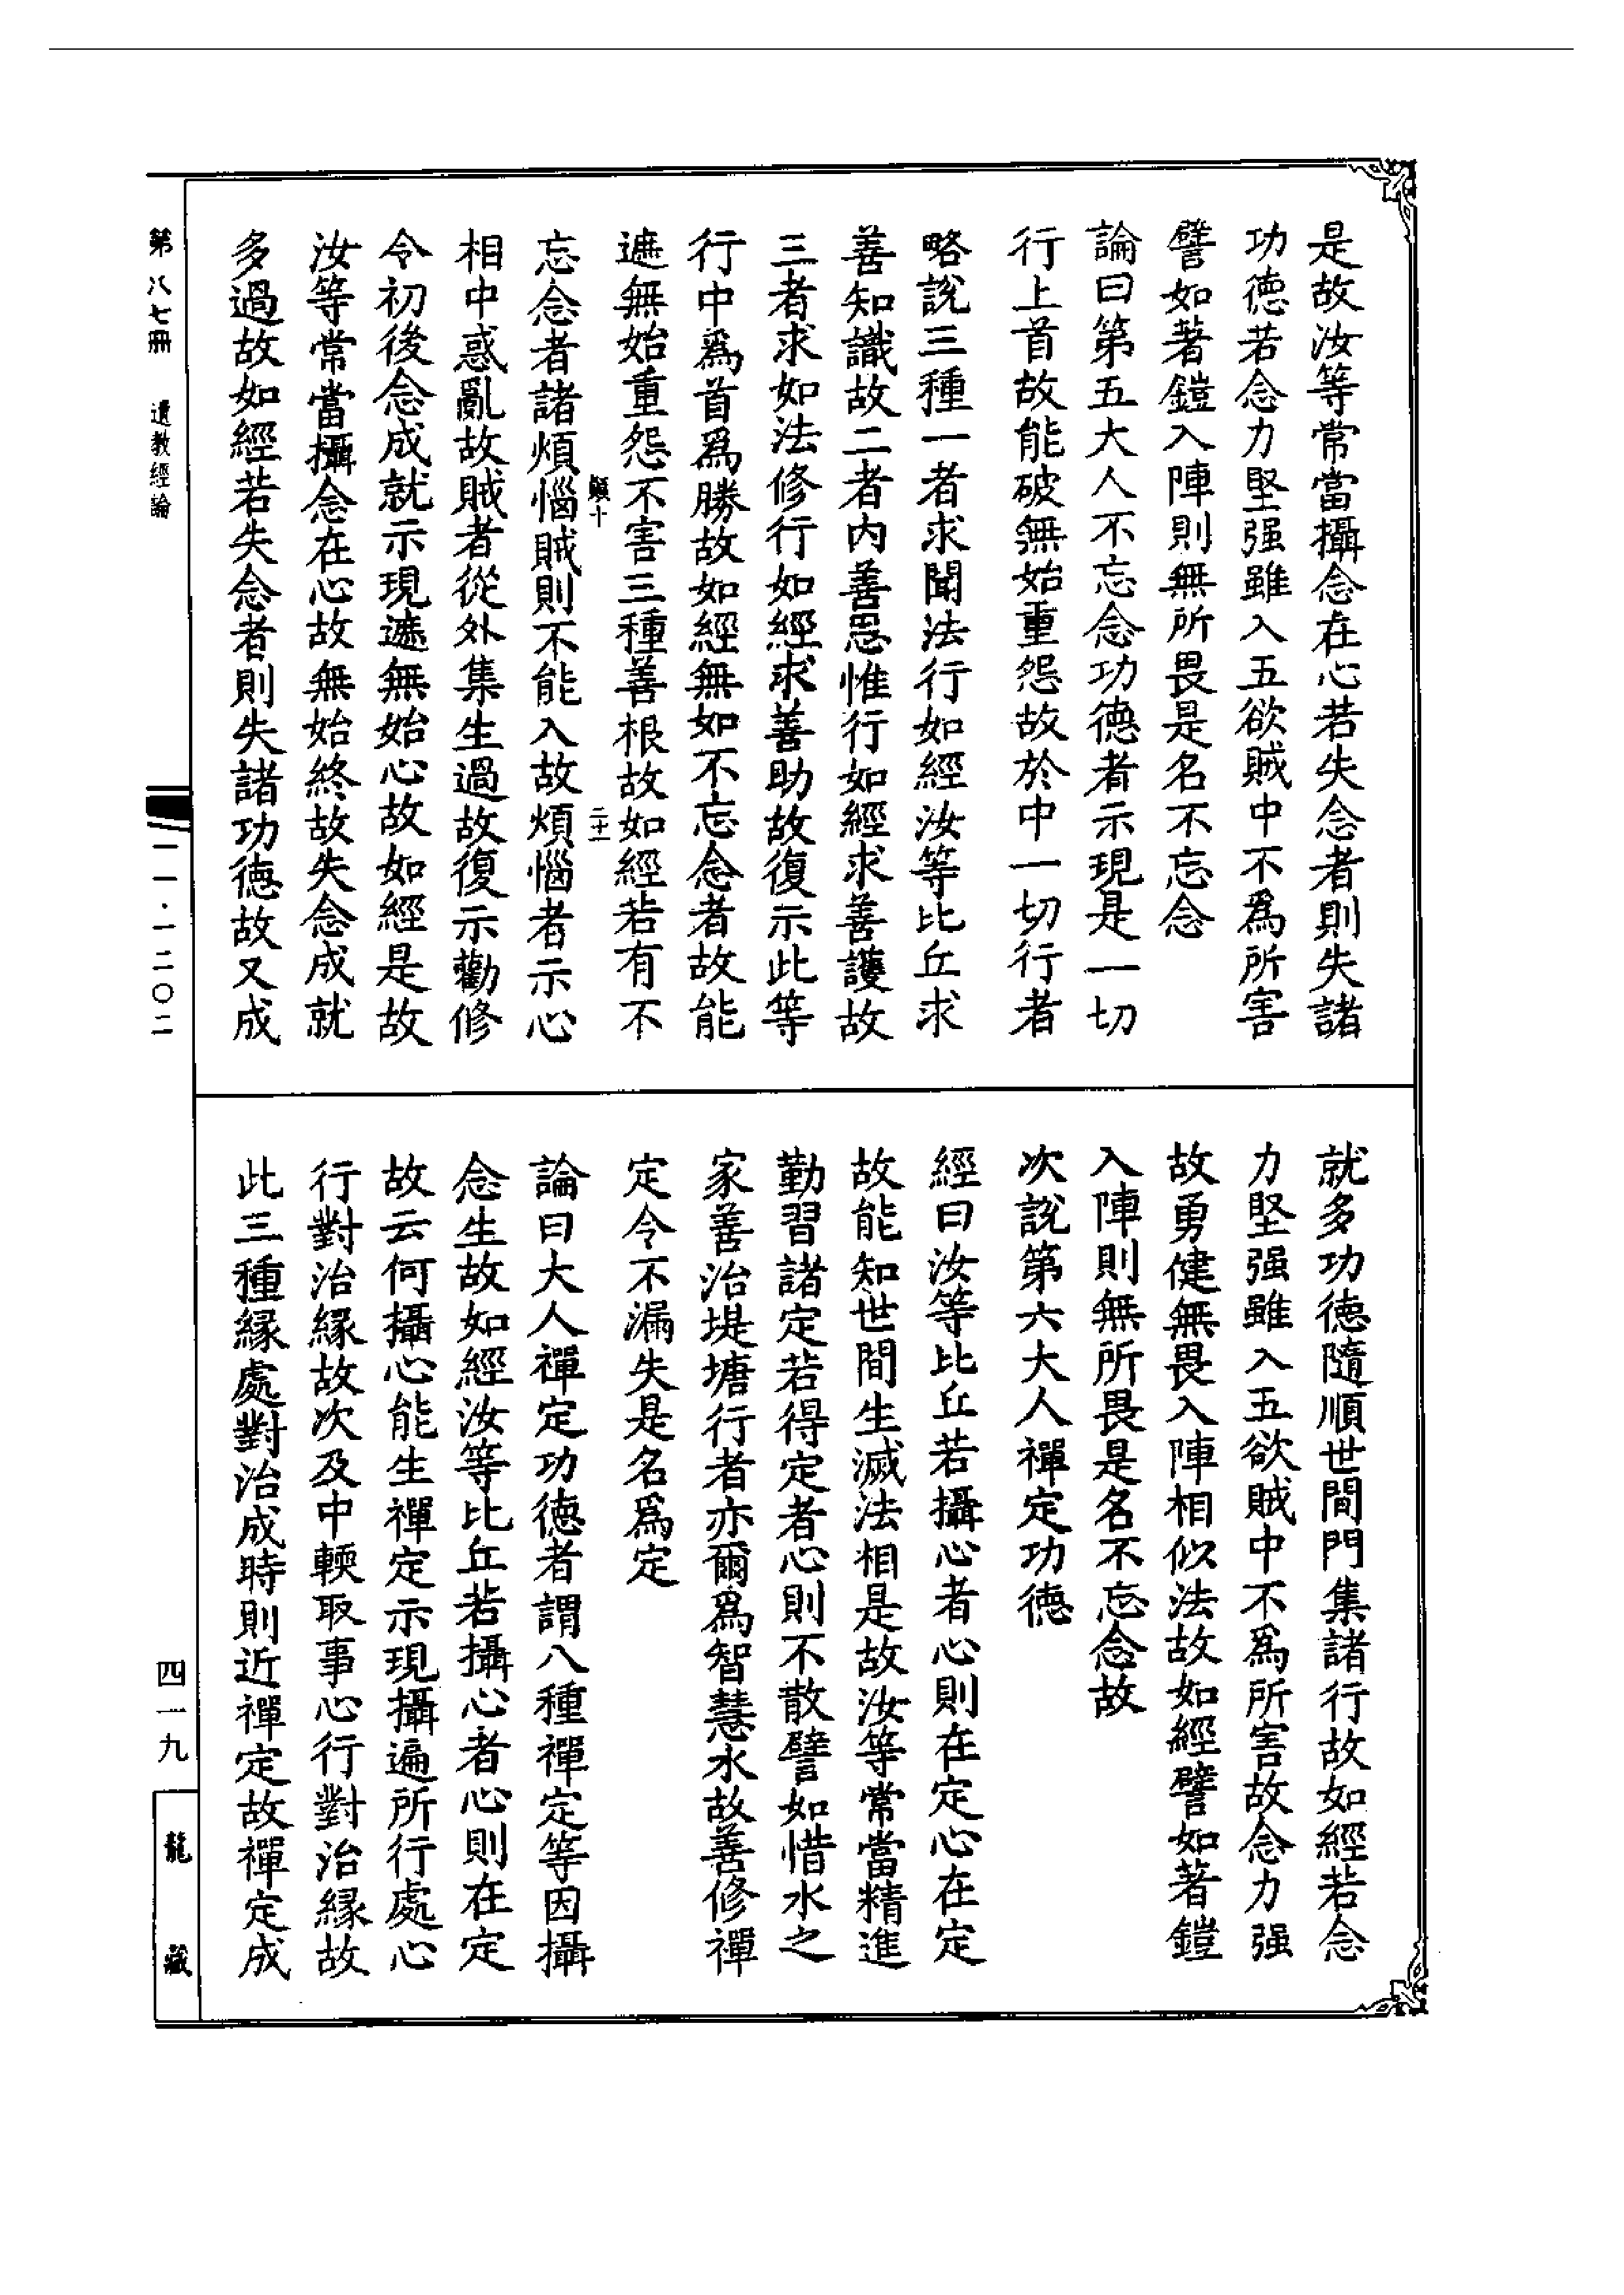 是故汝等常當攝念在心若失念者則失諸
功德若念力堅强雖入五欲賊中不爲所害
譬如著鎧入陣則無所畏是名不忘念
論曰第五大人不忘念功德者示現是一切
行上首故能破無始重怨故於中一切行者
略說三種一者求聞法行如經汝等比丘求
善知識故二者內善思惟行如經求善護故
三者求如法修行如經求善助故復示此等
行中爲首爲勝故如經無如不忘念者故能
遮無始重怨不害三種善根故如經若有不
顛十
二十一
忘念者諸煩惱賊則不能入故煩惱者示心
相中惑亂故賊者從外集生過故復示勸修
令初後念成就示現遮無始心故如經是故
汝等常當攝念在心故無始終故失念成就
多過故如經若失念者則失諸功德故又成
就多功德隨順世間門集諸行故如經若念
力堅强雖入五欲賊中不爲所害故念力强
故勇健無畏入陣相似法故如經譬如著鎧
入陣則無所畏是名不忘念故
次說第六大人禪定功德
經曰汝等比丘若攝心者心則在定心在定
故能知世間生滅法相是故汝等常當精進
勤習諸定若得定者心則不散譬如惜水之
家善治堤塘行者亦爾爲智慧水故善修禪
定令不漏失是名爲定
論曰大人禪定功德者謂八種禪定等因攝
念生故如經汝等比丘若攝心者心則在定
故云何攝心能生禪定示現攝遍所行處心
行對治緣故次及中輭取事心行對治緣故
此三種緣處對治成時則近禪定故禪定成
第八七冊　遺教經論
一一·一二〇二
四一九
龍藏